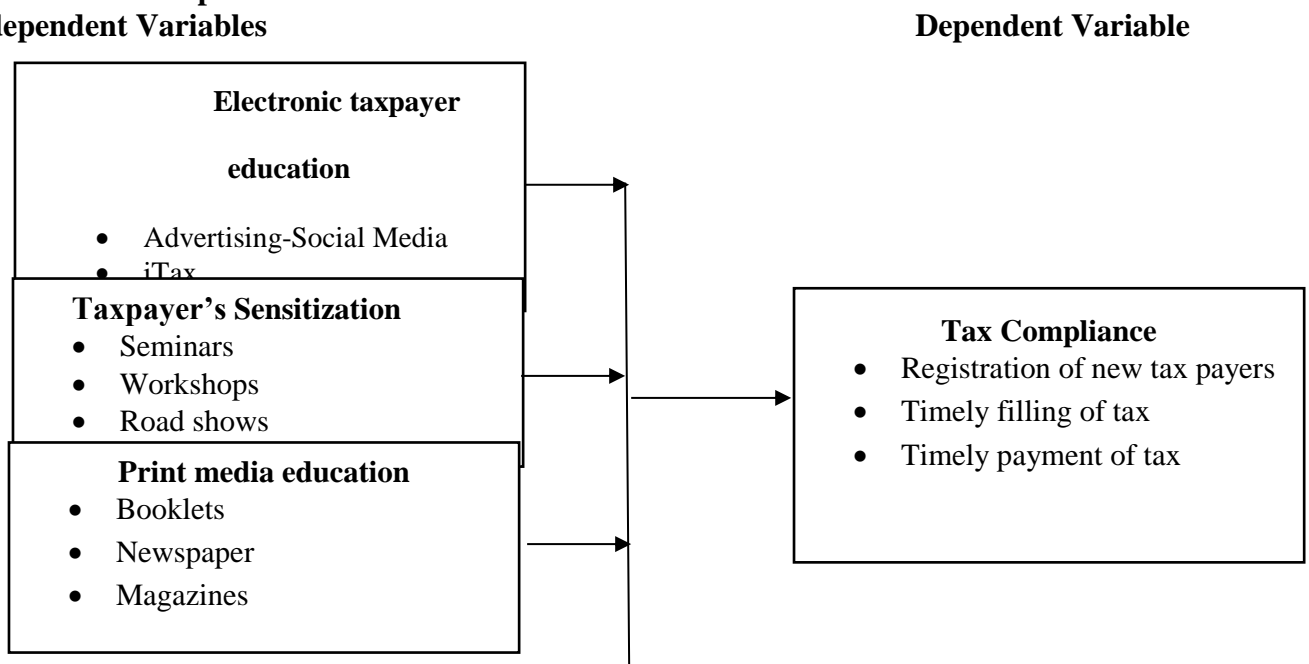 dependent Variables
Dependent Variable
Electronic taxpayer
education
• Advertising-Social Media
• iTax
Taxpayer’s Sensitization
• Seminars
• Workshops
• Road shows
Print media education
• Booklets
• Newspaper
• Magazines
Tax Compliance
• Registration of new tax payers
• Timely filling of tax
• Timely payment of tax